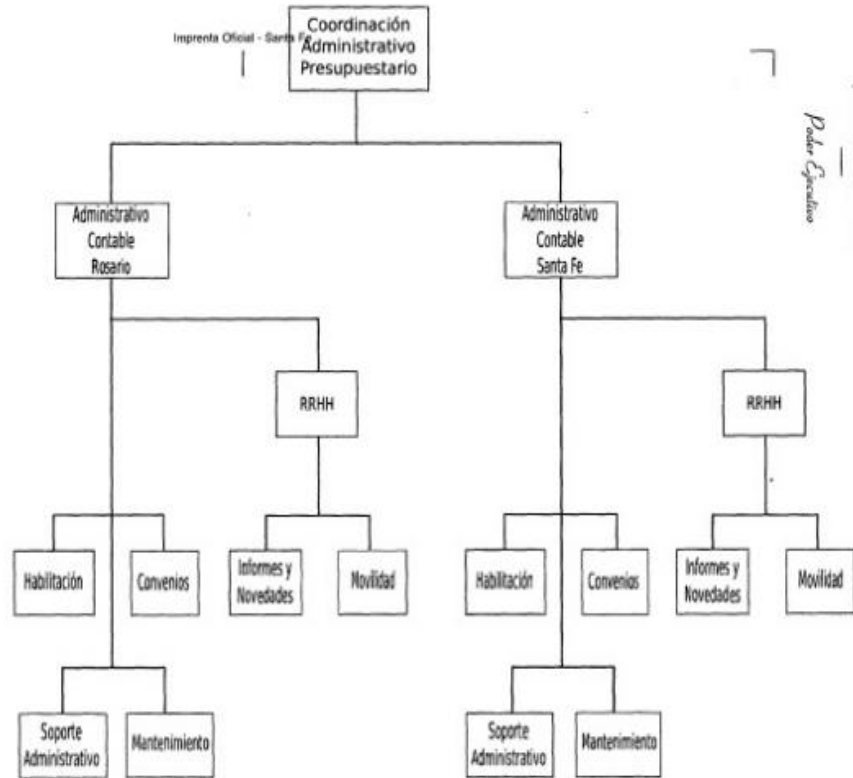 Imprenta Oficial - Santa Fe
Coordinación
Administrativo
Presupuestario
Poder Ejecutivo
Administrativo
Contable
Rosario
Administrativo
Contable
Santa Fe
RRHH
RRHH
Habilitación
Convenios
Informes y
Novedades
Movilidad
Habilitación
Convenios
Informes y
Novedades
Movilidad
Soporte
Administrativo
Mantenimiento
Soporte
Administrativo
Mantenimiento